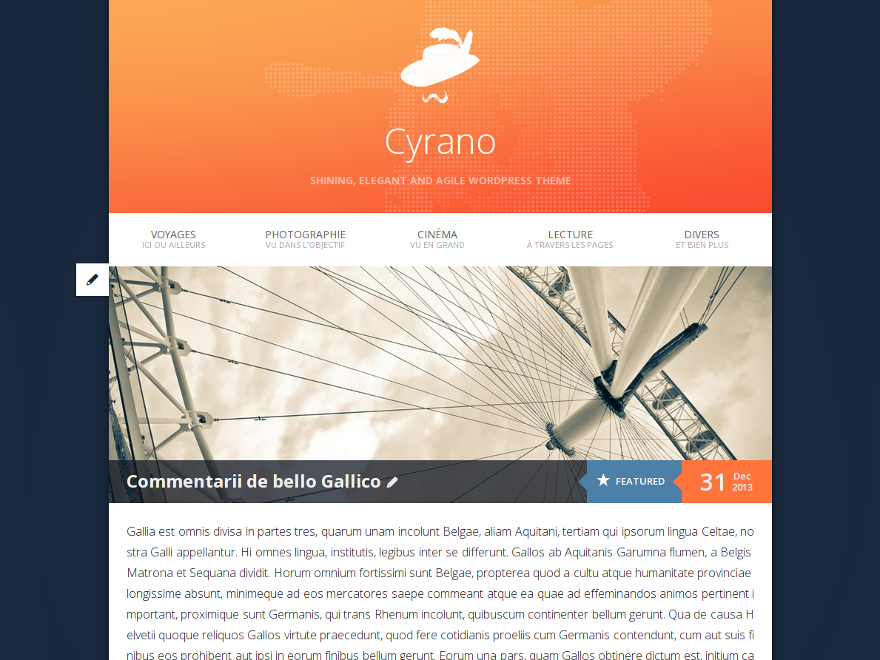 Cyrano
SHINING, ELEGANT AND AGILE WORDPRESS THEME
VOYAGES
ICI OU AILLEURS
PHOTOGRAPHIE
VU DANS L'OBJECTIF
CINÉMA
VU EN GRAND
LECTURE
À TRAVERS LES PAGES
DIVERS
ET BIEN PLUS
Commentarii de bello Gallico
FEATURED
31
Dec
2013
Gallia est omnis divisa in partes tres, quarum unam incolunt Belgae, aliam Aquitani, tertiam qui ipsorum lingua Celtae, no
stra Galli appellantur. Hi omnes lingua, institutis, legibus inter se differunt. Gallos ab Aquitanis Garumna flumen, a Belgis
Matrona et Sequana dividit. Horum omnium fortissimi sunt Belgae, propterea quod a cultu atque humanitate provinciae
longissime absunt, minimeque ad eos mercatores saepe commeant atque ea quae ad effeminandos animos pertinent i
mportant, proximique sunt Germanis, qui trans Rhenum incolunt, quibuscum continenter bellum gerunt. Qua de causa H
elvetii quoque reliquos Gallos virtute praecedunt, quod fere cotidianis proeliis cum Germanis contendunt, cum aut suis fi
nibus eos prohibent aut ipsi in eorum finibus bellum gerunt. Eorum una pars, quam Gallos obtinere dictum est, initium ca